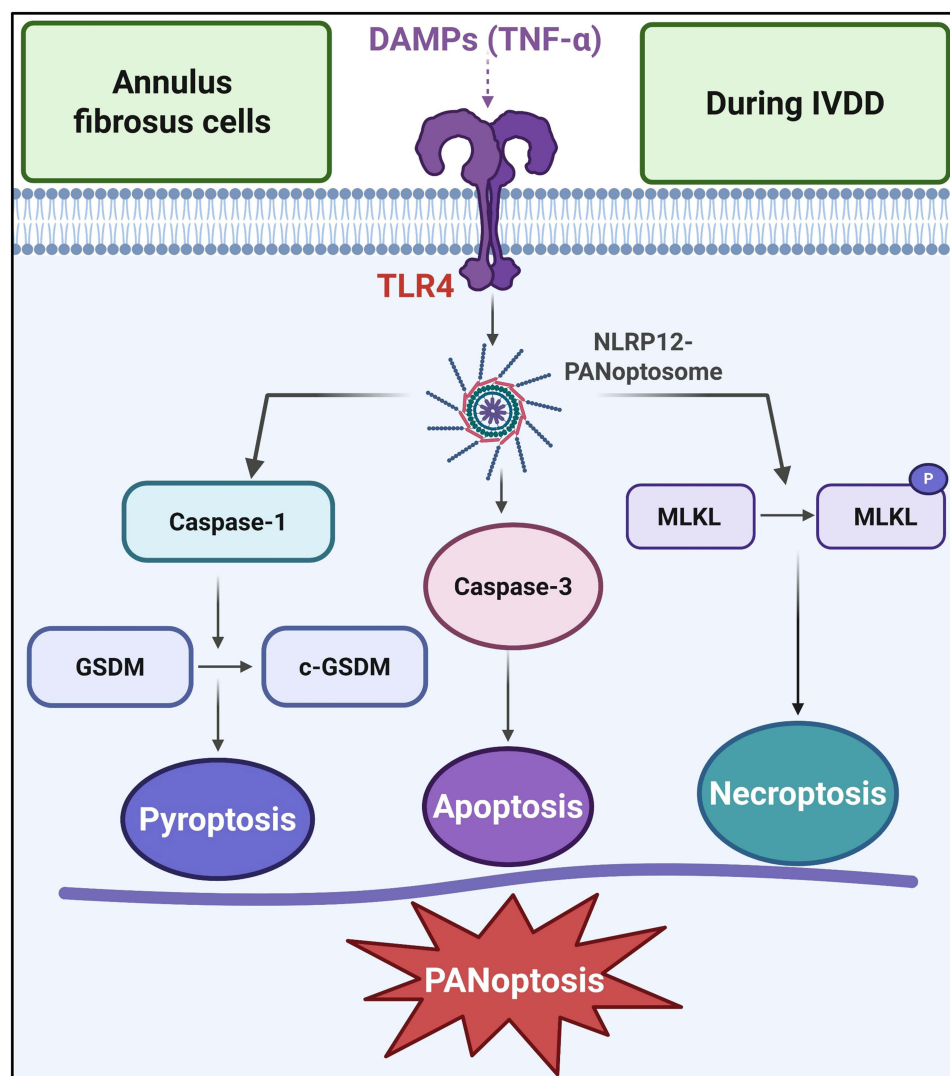 DAMPs (TNF-α)
Annulus
fibrosus cells
During IVDD
TLR4
NLRP12-
PANoptosome
Caspase-1
Caspase-3
MLKL
MLKL
P
GSDM
c-GSDM
Pyroptosis
Apoptosis
Necroptosis
PANoptosis